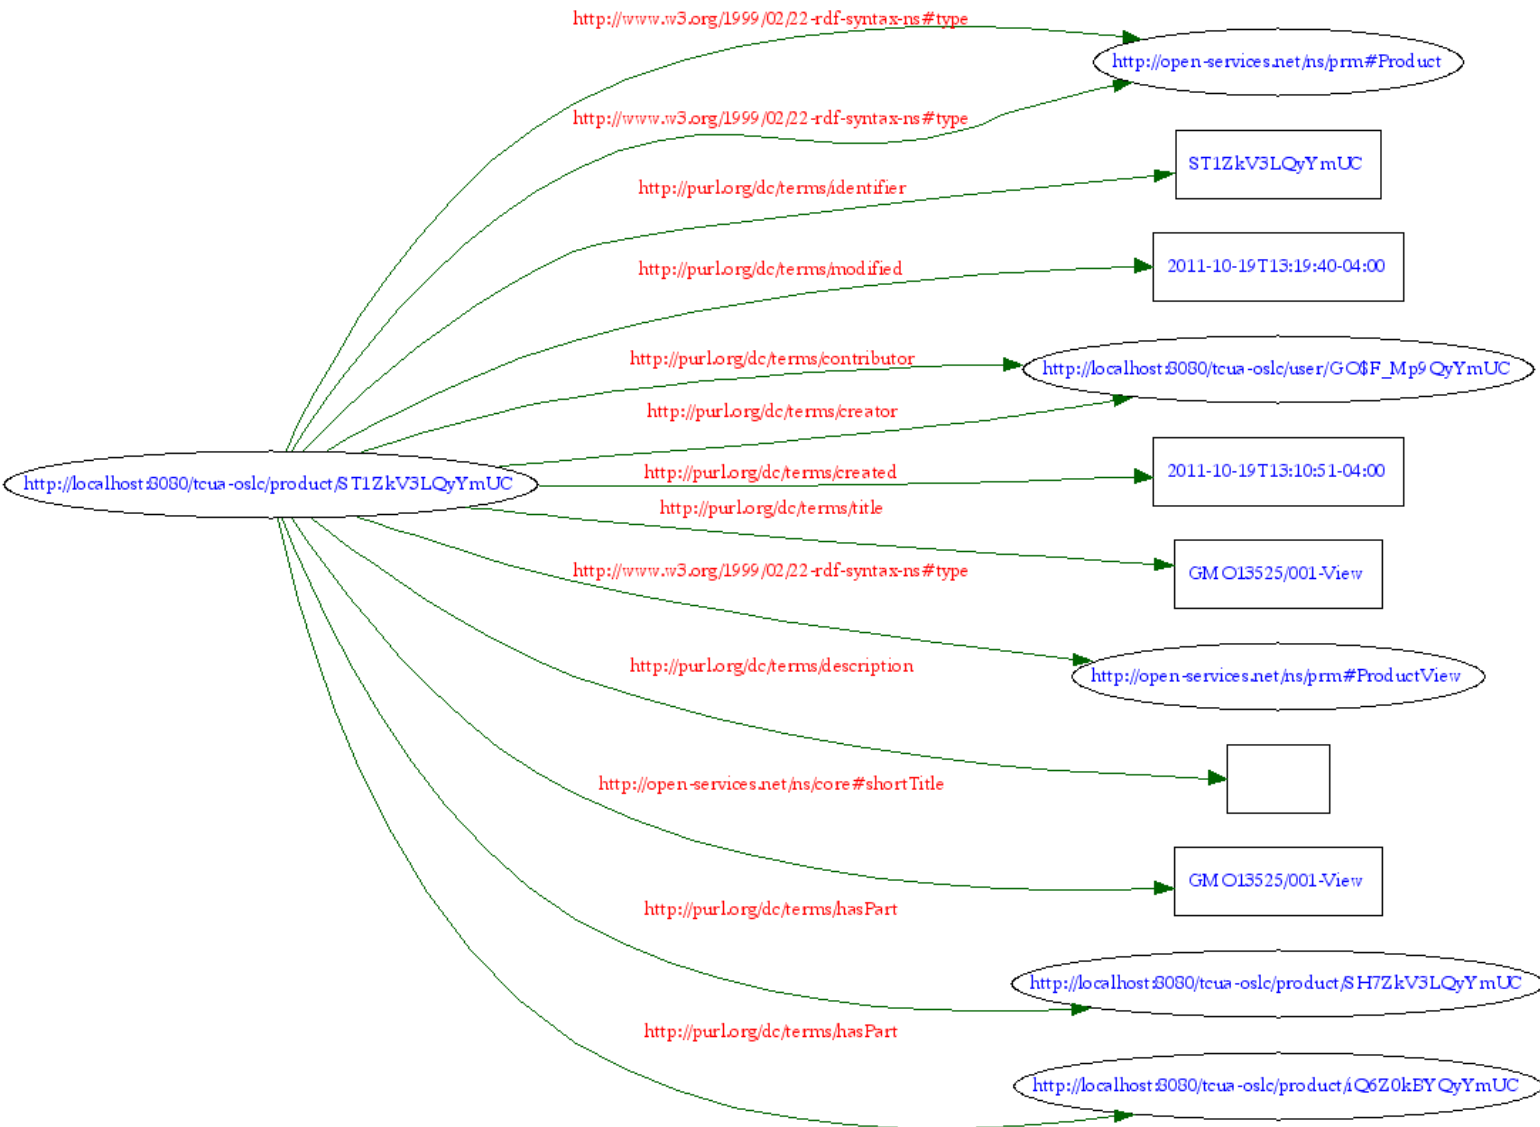 http://www.w3.org/1999/02/22-rdf-syntax-ns#type
http://open-services.net/ns/prm#Product
http://www.w3.org/1999/02/22-rdf-syntax-ns#type
ST1ZkV3LQyYmUC
http://purl.org/dc/terms/identifier
http://purl.org/dc/terms/modified
2011-10-19T13:19:40-04:00
http://purl.org/dc/terms/contributor
http://localhost:8080/tcua-oslc/user/GO$F_Mp9QyYmUC
http://purl.org/dc/terms/creator
http://purl.org/dc/terms/created
2011-10-19T13:10:51-04:00
http://localhost:8080/tcua-oslc/product/ST1ZkV3LQyYmUC
http://purl.org/dc/terms/title
http://www.w3.org/1999/02/22-rdf-syntax-ns#type
GMO13525/001-View
http://purl.org/dc/terms/description
http://open-services.net/ns/prm#ProductView
http://open-services.net/ns/core#shortTitle
GMO13525/001-View
http://purl.org/dc/terms/hasPart
http://localhost:8080/tcua-oslc/product/SH7ZkV3LQyYmUC
http://purl.org/dc/terms/hasPart
http://localhost:8080/tcua-oslc/product/iQ6Z0kBYQyYmUC